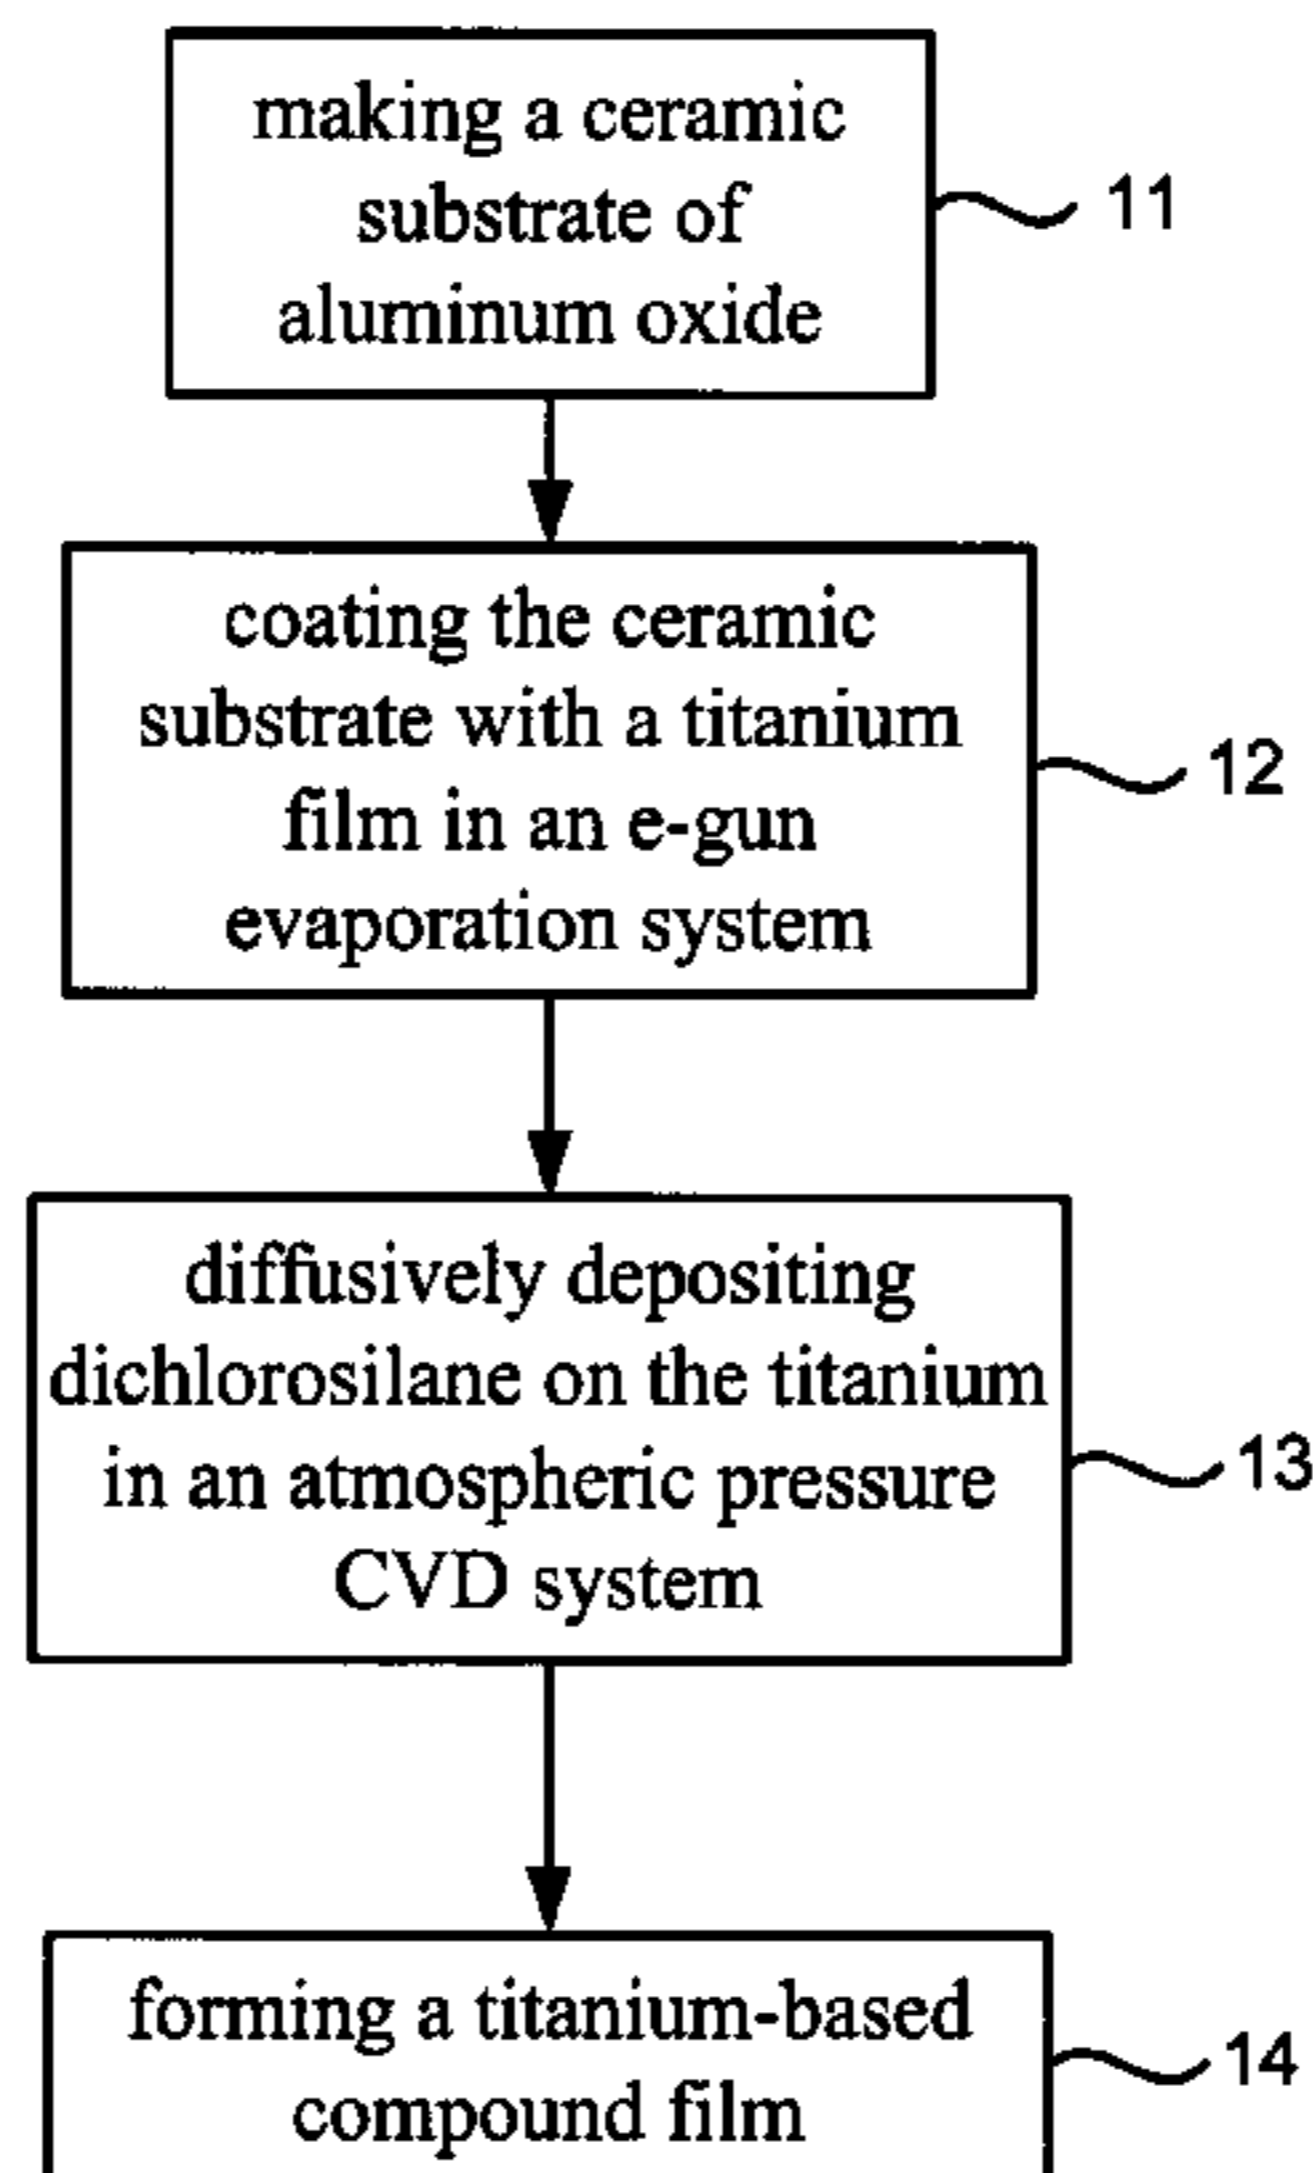 making a ceramic
substrate of
aluminum oxide
11
coating the ceramic
substrate with a titanium
film in an e-gun
evaporation system
12
diffusively depositing
dichlorosilane on the titanium
in an atmospheric pressure
CVD system
13
forming a titanium-based
compound film
14